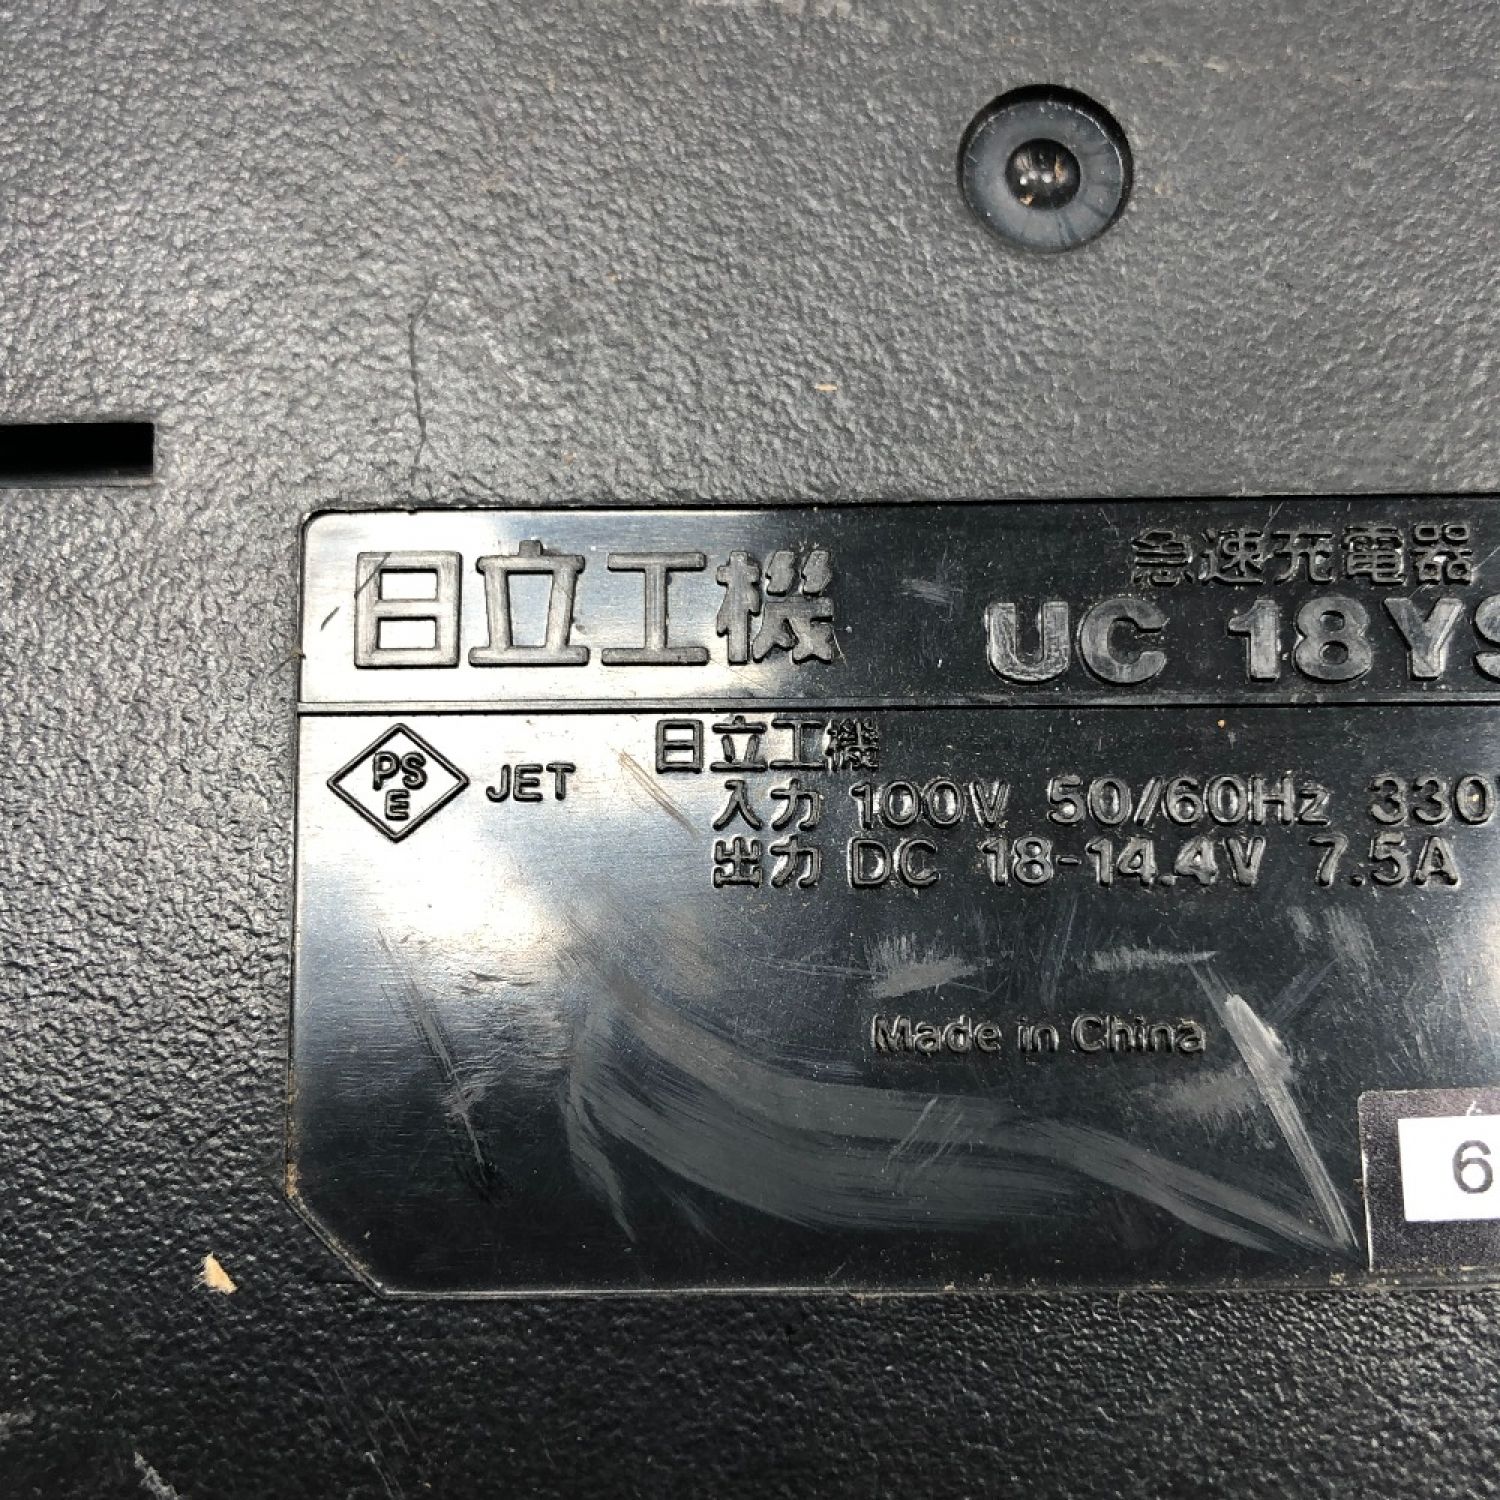 日立工機
急速充電器
UC 18YS
PS
E
JET
日立工機
入力 100V 50/60Hz 330
出力 DC 18-14.4V 7.5A
Made in China
6